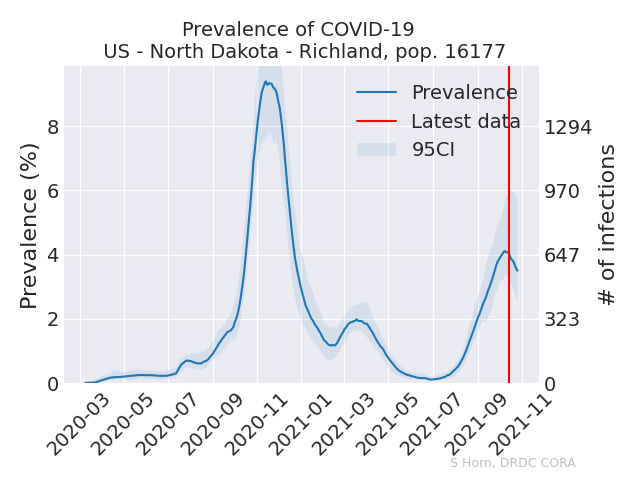 Prevalence of COVID-19
US - North Dakota - Richland, pop. 16177
Prevalence
Latest data
95CI
Prevalence (%)
8
6
4
2
0
1294
970
647
323
0
# of infections
2020-03
2020-05
2020-07
2020-09
2020-11
2021-01
2021-03
2021-05
2021-07
2021-09
2021-11
S Horn, DRDC CORA